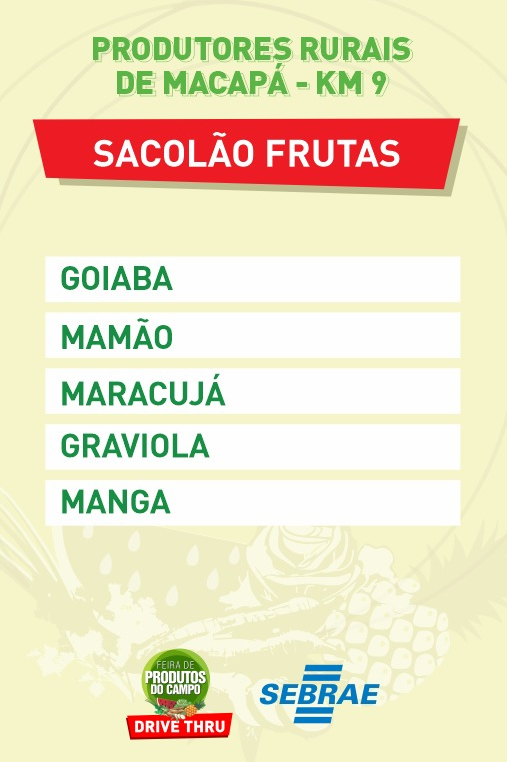 PRODUTORES RURAIS
DE MACAPÁ - KM 9
SACOLÃO FRUTAS
GOIABA
MAMÃO
MARACUJÁ
GRAVIOLA
MANGA
FEIRA DE
PRODUTOS
DO CAMPO
DRIVE THRU
SEBRAE